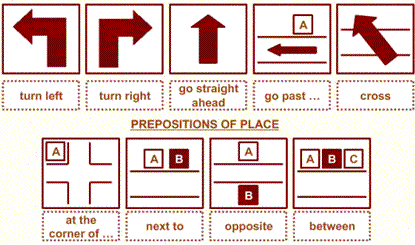 A
turn left
turn right
go straight
ahead
go past ...
cross
PREPOSITIONS OF PLACE
A
A B
A
B
A B C
at the
corner of ...
next to
opposite
between